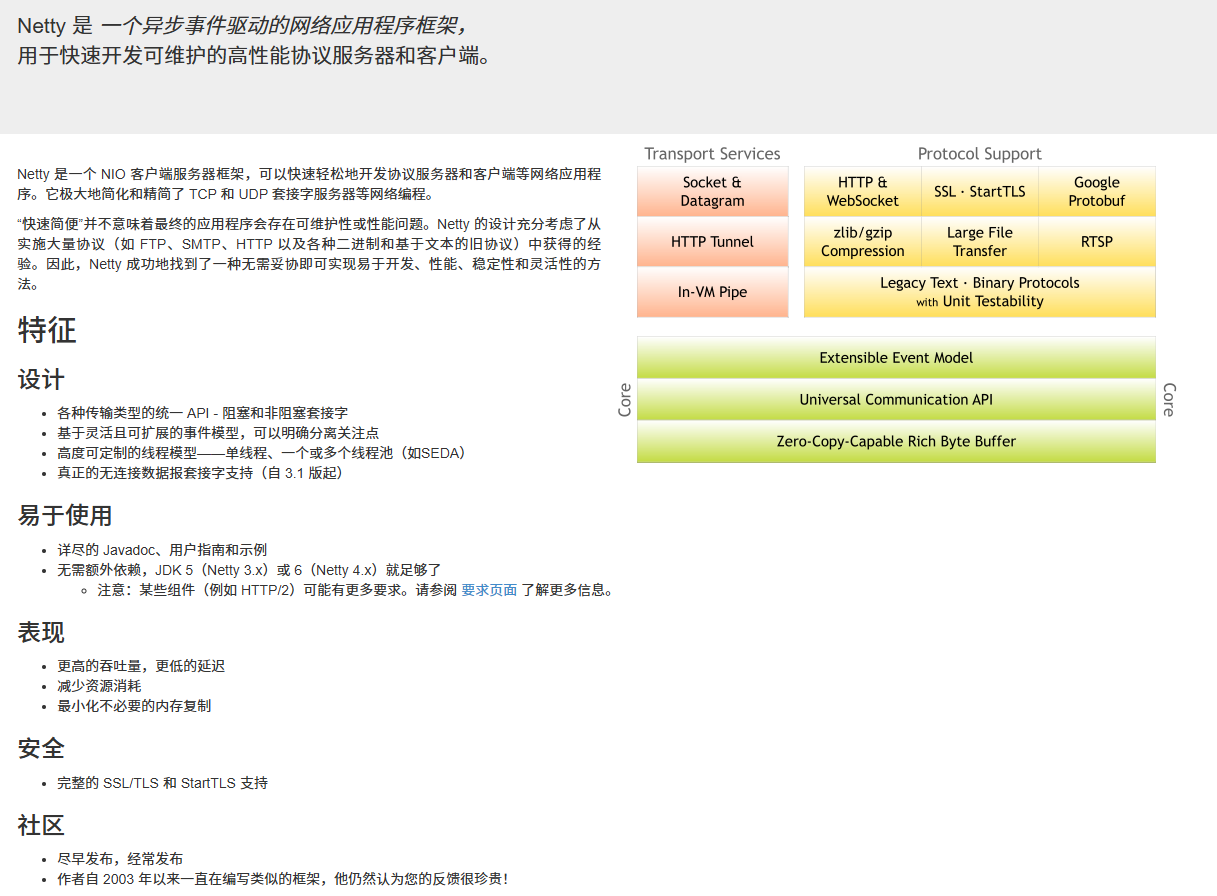 Netty 是 一个异步事件驱动的网络应用程序框架，
用于快速开发可维护的高性能协议服务器和客户端。
Netty 是一个 NIO 客户端服务器框架，可以快速轻松地开发协议服务器和客户端等网络应用程
序。它极大地简化和精简了 TCP 和 UDP 套接字服务器等网络编程。
“快速简便”并不意味着最终的应用程序会存在可维护性或性能问题。Netty 的设计充分考虑了从
实施大量协议（如 FTP、SMTP、HTTP 以及各种二进制和基于文本的旧协议）中获得的经
验。因此，Netty 成功地找到了一种无需妥协即可实现易于开发、性能、稳定性和灵活性的方
法。
特征
设计
• 各种传输类型的统一 API - 阻塞和非阻塞套接字
• 基于灵活且可扩展的事件模型，可以明确分离关注点
• 高度可定制的线程模型——单线程、一个或多个线程池（如SEDA）
• 真正的无连接数据报套接字支持（自 3.1 版起）
易于使用
• 详尽的 Javadoc、用户指南和示例
• 无需额外依赖，JDK 5（Netty 3.x）或 6（Netty 4.x）就足够了
◦ 注意：某些组件（例如 HTTP/2）可能有更多要求。请参阅 要求页面 了解更多信息。
表现
• 更高的吞吐量，更低的延迟
• 减少资源消耗
• 最小化不必要的内存复制
安全
• 完整的 SSL/TLS 和 StartTLS 支持
社区
• 尽早发布，经常发布
• 作者自 2003 年以来一直在编写类似的框架，他仍然认为您的反馈很珍贵！
Transport Services
Socket &
Datagram
HTTP Tunnel
In-VM Pipe
Protocol Support
HTTP &
WebSocket
SSL · StartTLS
Google
Protobuf
zlib/gzip
Compression
Large File
Transfer
RTSP
Legacy Text · Binary Protocols
with Unit Testability
Core
Extensible Event Model
Universal Communication API
Zero-Copy-Capable Rich Byte Buffer
Core